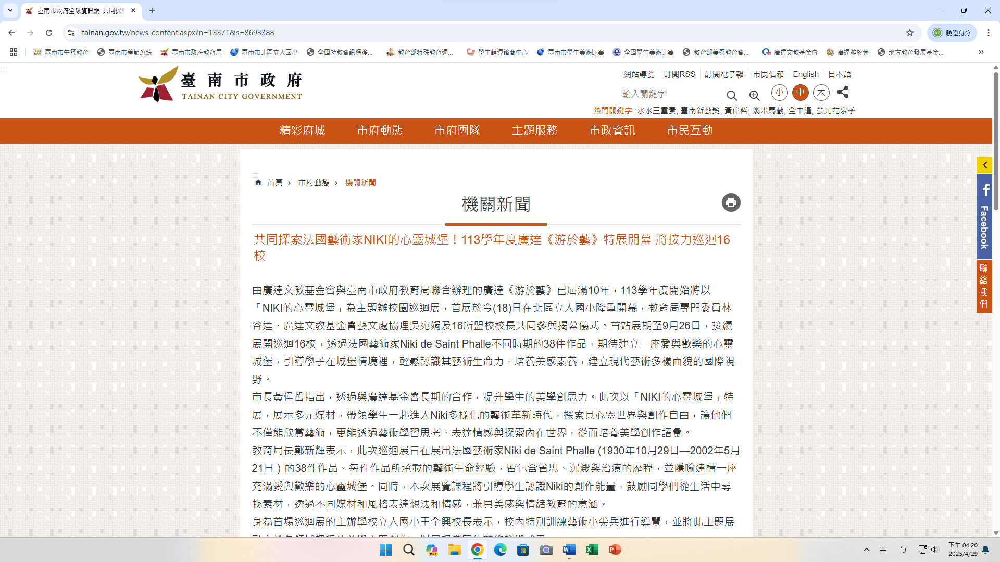 臺南市政府全球資訊網-共同探
tainan.gov.tw/news_content.aspx?n=13371&s=8693388
驗證身分
臺南市午餐教育 臺南市差勤系統 臺南市政府教育局 臺南市北區立人國小 全國特教資訊網後... 教育部特殊教育通... 學生輔導諮商中心 臺南市學生美術比賽 全國學生美術比賽 教育部美感教育資... 廣達文教基金會 廣達游於藝 地方教育發展基金...
臺南市政府
TAINAN CITY GOVERNMENT
網站導覽 訂閱RSS 訂閱電子報 市民信箱 English 日本語
輸入關鍵字 小 中 大
熱門關鍵字 :水水三重奏, 臺南新藝獎, 黃偉哲, 幾米馬戲, 全中運, 螢光花泉季
精彩府城 市府動態 市府團隊 主題服務 市政資訊 市民互動
:::
首頁 › 市府動態 › 機關新聞
機關新聞
Facebook
聯絡我們
共同探索法國藝術家NIKI的心靈城堡！113學年度廣達《游於藝》特展開幕 將接力巡迴16
校
由廣達文教基金會與臺南市政府教育局聯合辦理的廣達《游於藝》已屆滿10年，113學年度開始將以
「NIKI的心靈城堡」為主題辦校園巡迴展，首展於今(18)日在北區立人國小隆重開幕，教育局專門委員林
谷達、廣達文教基金會藝文處協理吳宛娟及16所盟校校長共同參與揭幕儀式。首站展期至9月26日，接續
展開巡迴16校，透過法國藝術家Niki de Saint Phalle不同時期的38件作品，期待建立一座愛與歡樂的心靈
城堡，引導學子在城堡情境裡，輕鬆認識其藝術生命力，培養美感素養，建立現代藝術多樣面貌的國際視
野。
市長黃偉哲指出，透過與廣達基金會長期的合作，提升學生的美學創思力。此次以「NIKI的心靈城堡」特
展，展示多元媒材，帶領學生一起進入Niki多樣化的藝術革新時代，探索其心靈世界與創作自由，讓他們
不僅能欣賞藝術，更能透過藝術學習思考、表達情感與探索內在世界，從而培養美學創作語彙。
教育局長鄭新輝表示，此次巡迴展旨在展出法國藝術家Niki de Saint Phalle (1930年10月29日—2002年5月
21日 ) 的38件作品。每件作品所承載的藝術生命經驗，皆包含省思、沉澱與治療的歷程，並隱喻建構一座
充滿愛與歡樂的心靈城堡。同時，本次展覽課程將引導學生認識Niki的創作能量，鼓勵同學們從生活中尋
找素材，透過不同媒材和風格表達想法和情感，兼具美感與情緒教育的意涵。
身為首場巡迴展的主辦學校立人國小王全興校長表示，校內特別訓練藝術小尖兵進行導覽，並將此主題展
中 ㄣ 下午 04:20
2025/4/29